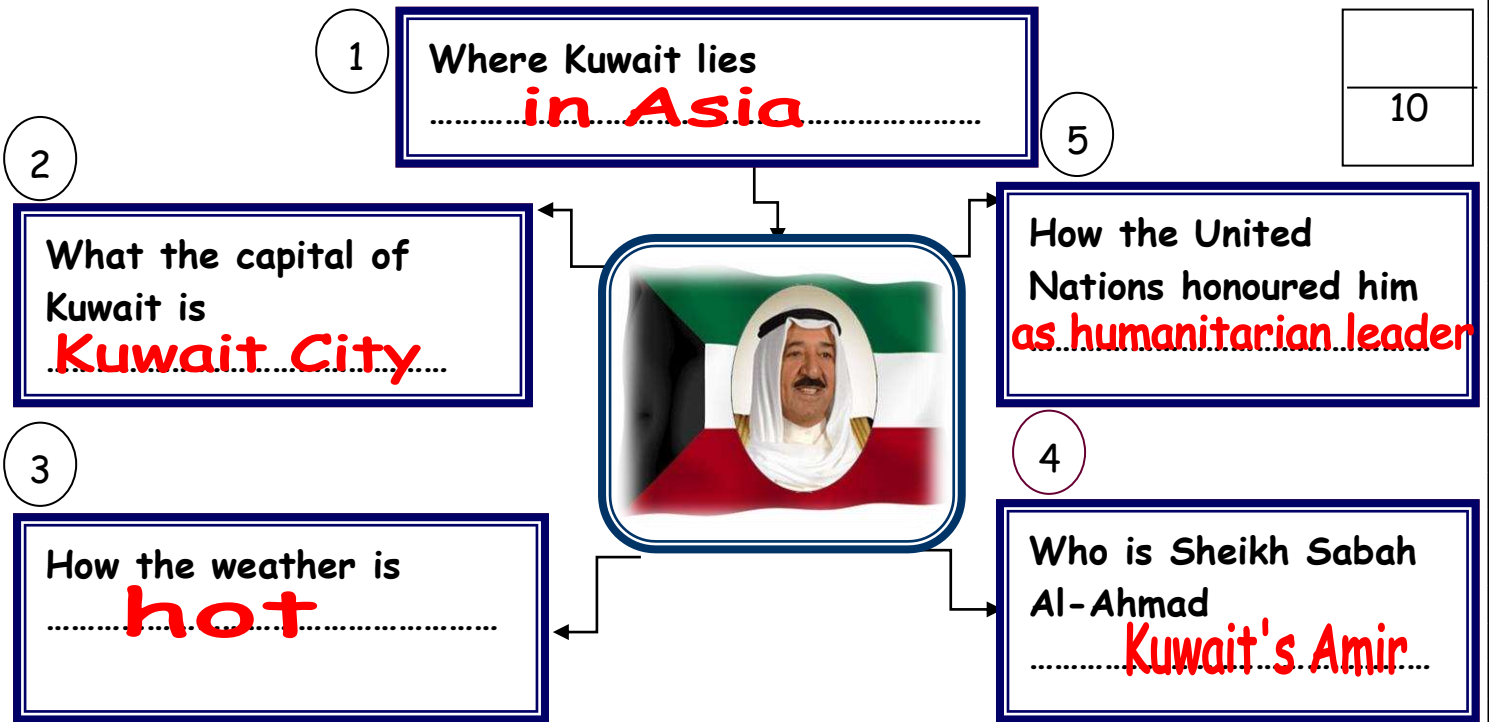 1
Where Kuwait lies
in Asia
10
5
2
What the capital of
Kuwait is
Kuwait City
How the United
Nations honoured him
as humanitarian leader
3
How the weather is
hot
4
Who is Sheikh Sabah
Al-Ahmad
Kuwait's Amir